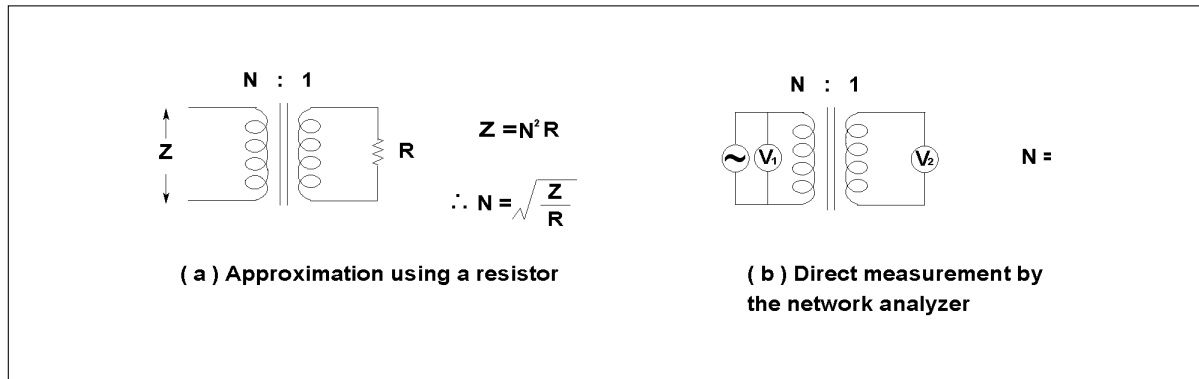 N : 1
Z
R
Z = N² R
∴ N = √ Z / R
( a ) Approximation using a resistor
N : 1
V₁
V₂
N =
( b ) Direct measurement by
the network analyzer